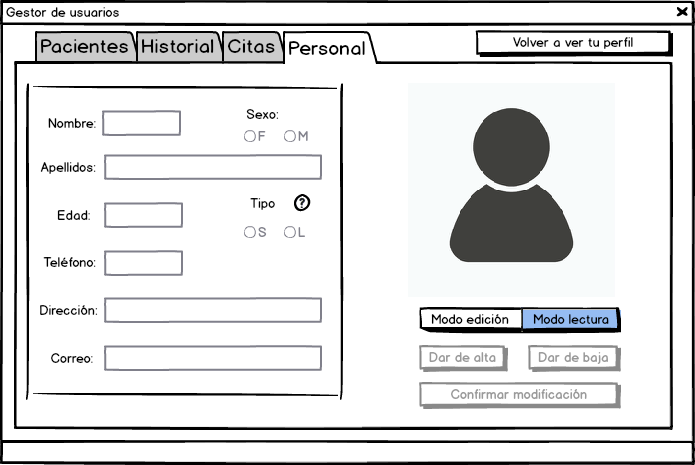 Gestor de usuarios
Pacientes Historial Citas Personal
Volver a ver tu perfil
Nombre:
Sexo:
F M
Apellidos:
Edad:
Tipo ?
S L
Teléfono:
Dirección:
Correo:
Modo edición Modo lectura
Dar de alta Dar de baja
Confirmar modificación